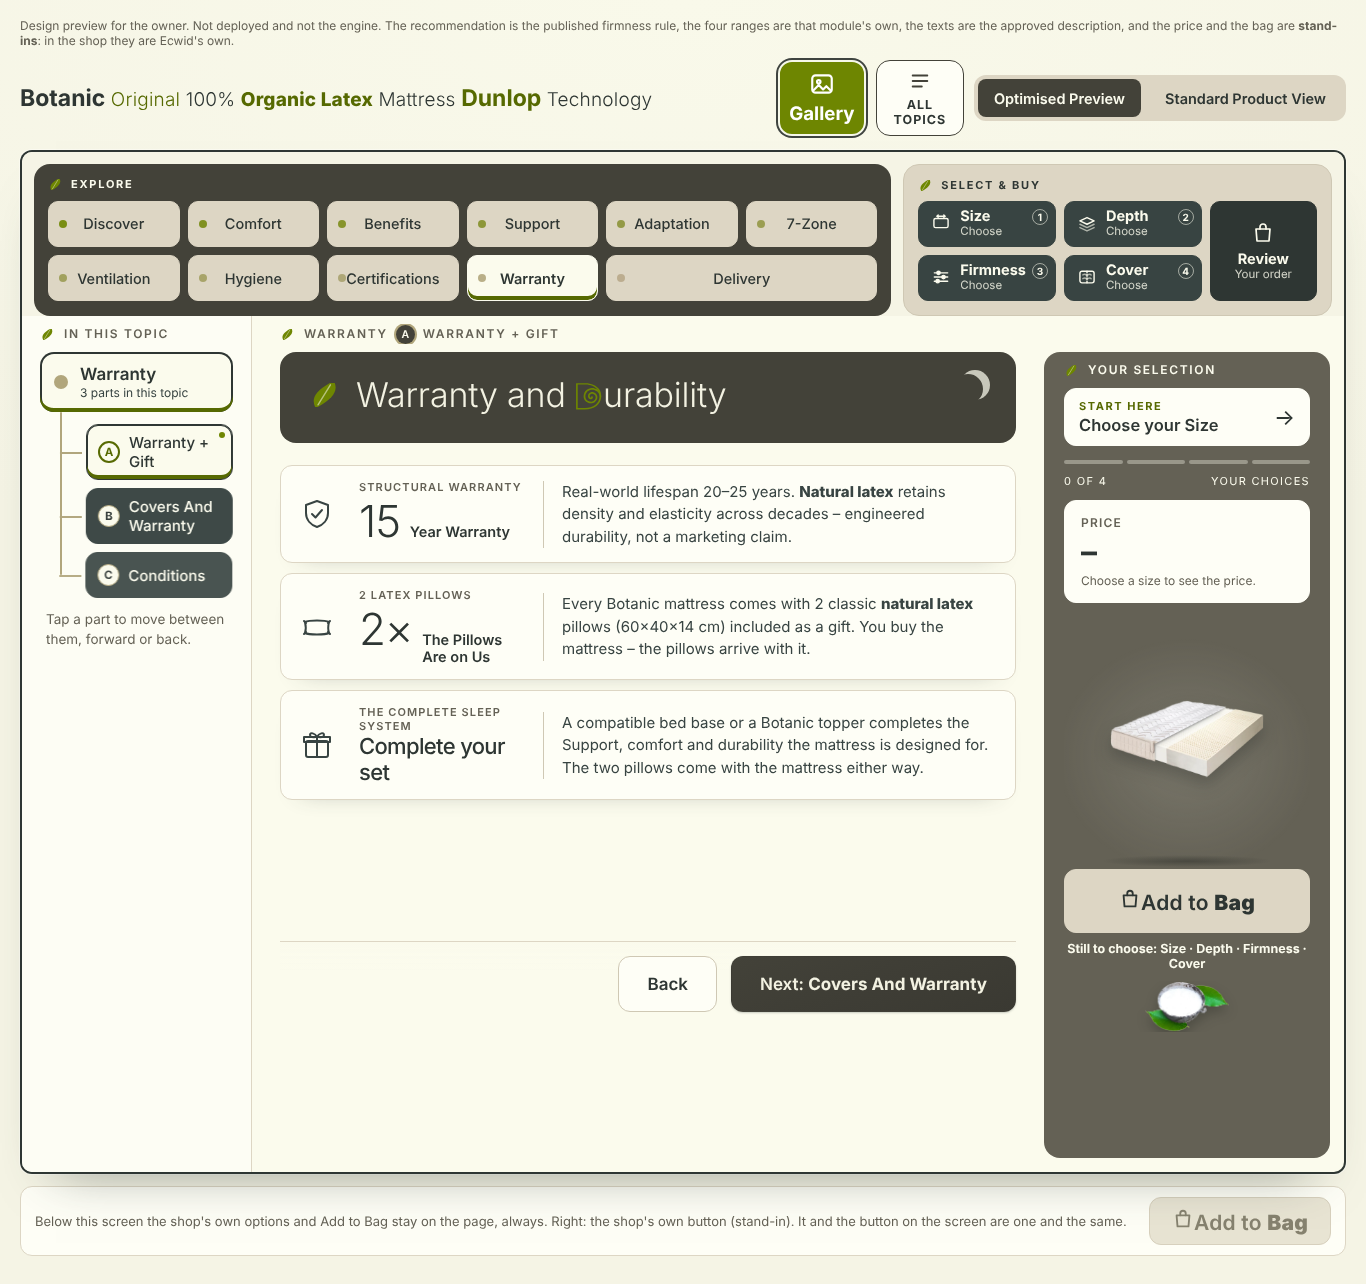 Design preview for the owner. Not deployed and not the engine. The recommendation is the published firmness rule, the four ranges are that module's own, the texts are the approved description, and the price and the bag are stand-
ins: in the shop they are Ecwid's own.
Botanic Original 100% Organic Latex Mattress Dunlop Technology
Gallery
ALL
TOPICS
Optimised Preview
Standard Product View
EXPLORE
Discover
Comfort
Benefits
Support
Adaptation
7-Zone
Ventilation
Hygiene
Certifications
Warranty
Delivery
SELECT & BUY
Size
Choose
1
Depth
Choose
2
Firmness
Choose
3
Cover
Choose
4
Review
Your order
IN THIS TOPIC
Warranty
3 parts in this topic
A
Warranty +
Gift
B
Covers And
Warranty
C
Conditions
Tap a part to move between
them, forward or back.
WARRANTY A WARRANTY + GIFT
Warranty and Durability
STRUCTURAL WARRANTY
15 Year Warranty
Real-world lifespan 20–25 years. Natural latex retains
density and elasticity across decades – engineered
durability, not a marketing claim.
2 LATEX PILLOWS
2× The Pillows
Are on Us
Every Botanic mattress comes with 2 classic natural latex
pillows (60×40×14 cm) included as a gift. You buy the
mattress – the pillows arrive with it.
THE COMPLETE SLEEP
SYSTEM
Complete your
set
A compatible bed base or a Botanic topper completes the
Support, comfort and durability the mattress is designed for.
The two pillows come with the mattress either way.
Back
Next: Covers And Warranty
YOUR SELECTION
START HERE
Choose your Size
0 OF 4
YOUR CHOICES
PRICE
–
Choose a size to see the price.
Add to Bag
Still to choose: Size · Depth · Firmness ·
Cover
Below this screen the shop's own options and Add to Bag stay on the page, always. Right: the shop's own button (stand-in). It and the button on the screen are one and the same.
Add to Bag